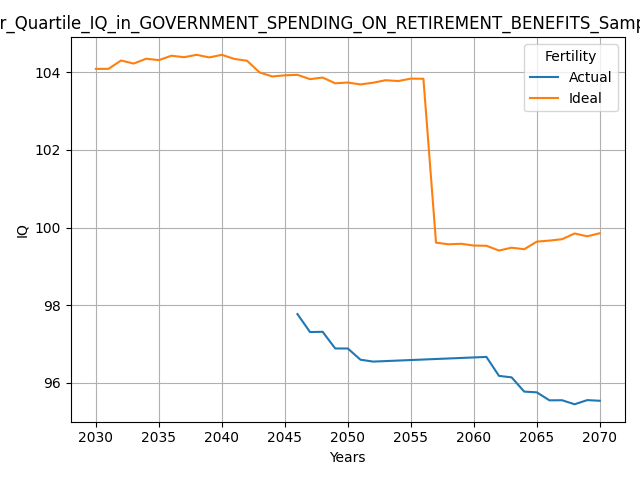 r_Quartile_IQ_in_GOVERNMENT_SPENDING_ON_RETIREMENT_BENEFITS_Samp
Fertility
Actual
Ideal
104
102
100
98
96
IQ
2030 2035 2040 2045 2050 2055 2060 2065 2070
Years